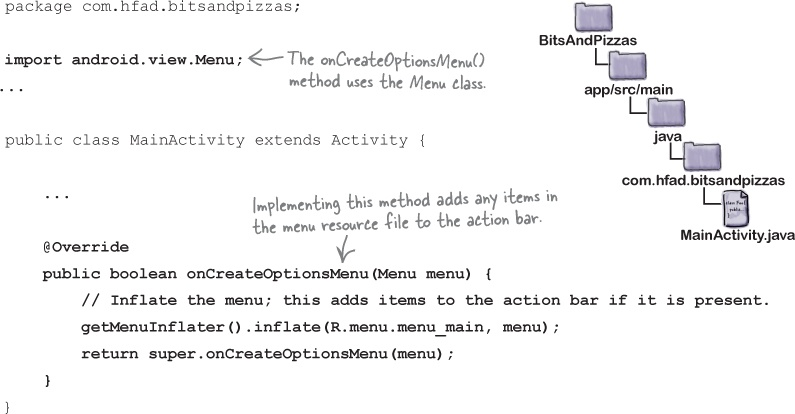 package com.hfad.bitsandpizzas;
import android.view.Menu;
The onCreateOptionsMenu()
method uses the Menu class.
...
public class MainActivity extends Activity {
...
Implementing this method adds any items in
the menu resource file to the action bar.
@Override
public boolean onCreateOptionsMenu(Menu menu) {
// Inflate the menu; this adds items to the action bar if it is present.
getMenuInflater().inflate(R.menu.menu_main, menu);
return super.onCreateOptionsMenu(menu);
}
}
BitsAndPizzas
app/src/main
java
com.hfad.bitsandpizzas
MainActivity.java